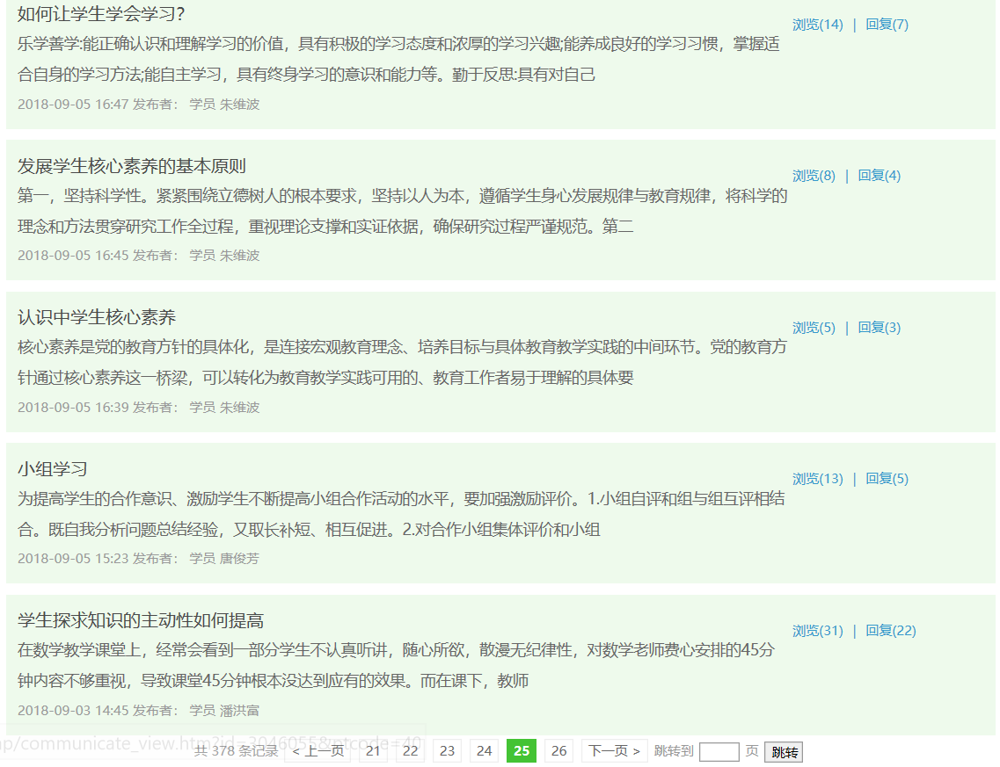 如何让学生学会学习？
浏览(14) | 回复(7)
乐学善学:能正确认识和理解学习的价值，具有积极的学习态度和浓厚的学习兴趣;能养成良好的学习习惯，掌握适
合自身的学习方法;能自主学习，具有终身学习的意识和能力等。勤于反思:具有对自己
2018-09-05 16:47 发布者： 学员 朱维波
发展学生核心素养的基本原则
浏览(8) | 回复(4)
第一，坚持科学性。紧紧围绕立德树人的根本要求，坚持以人为本，遵循学生身心发展规律与教育规律，将科学的
理念和方法贯穿研究工作全过程，重视理论支撑和实证依据，确保研究过程严谨规范。第二
2018-09-05 16:45 发布者： 学员 朱维波
认识中学生核心素养
浏览(5) | 回复(3)
核心素养是党的教育方针的具体化，是连接宏观教育理念、培养目标与具体教育教学实践的中间环节。党的教育方
针通过核心素养这一桥梁，可以转化为教育教学实践可用的、教育工作者易于理解的具体要
2018-09-05 16:39 发布者： 学员 朱维波
小组学习
浏览(13) | 回复(5)
为提高学生的合作意识、激励学生不断提高小组合作活动的水平，要加强激励评价。1.小组自评和组与组互评相结
合。既自我分析问题总结经验，又取长补短、相互促进。2.对合作小组集体评价和小组
2018-09-05 15:23 发布者： 学员 唐俊芳
学生探求知识的主动性如何提高
浏览(31) | 回复(22)
在数学教学课堂上，经常会看到一部分学生不认真听讲，随心所欲，散漫无纪律性，对数学老师费心安排的45分
钟内容不够重视，导致课堂45分钟根本没达到应有的效果。而在课下，教师
2018-09-03 14:45 发布者： 学员 潘洪富
ap/communicate_view.htm?id=3046055&ptcode=40
共 378 条记录 < 上一页 21 22 23 24 25 26 下一页 > 跳转到 页 跳转